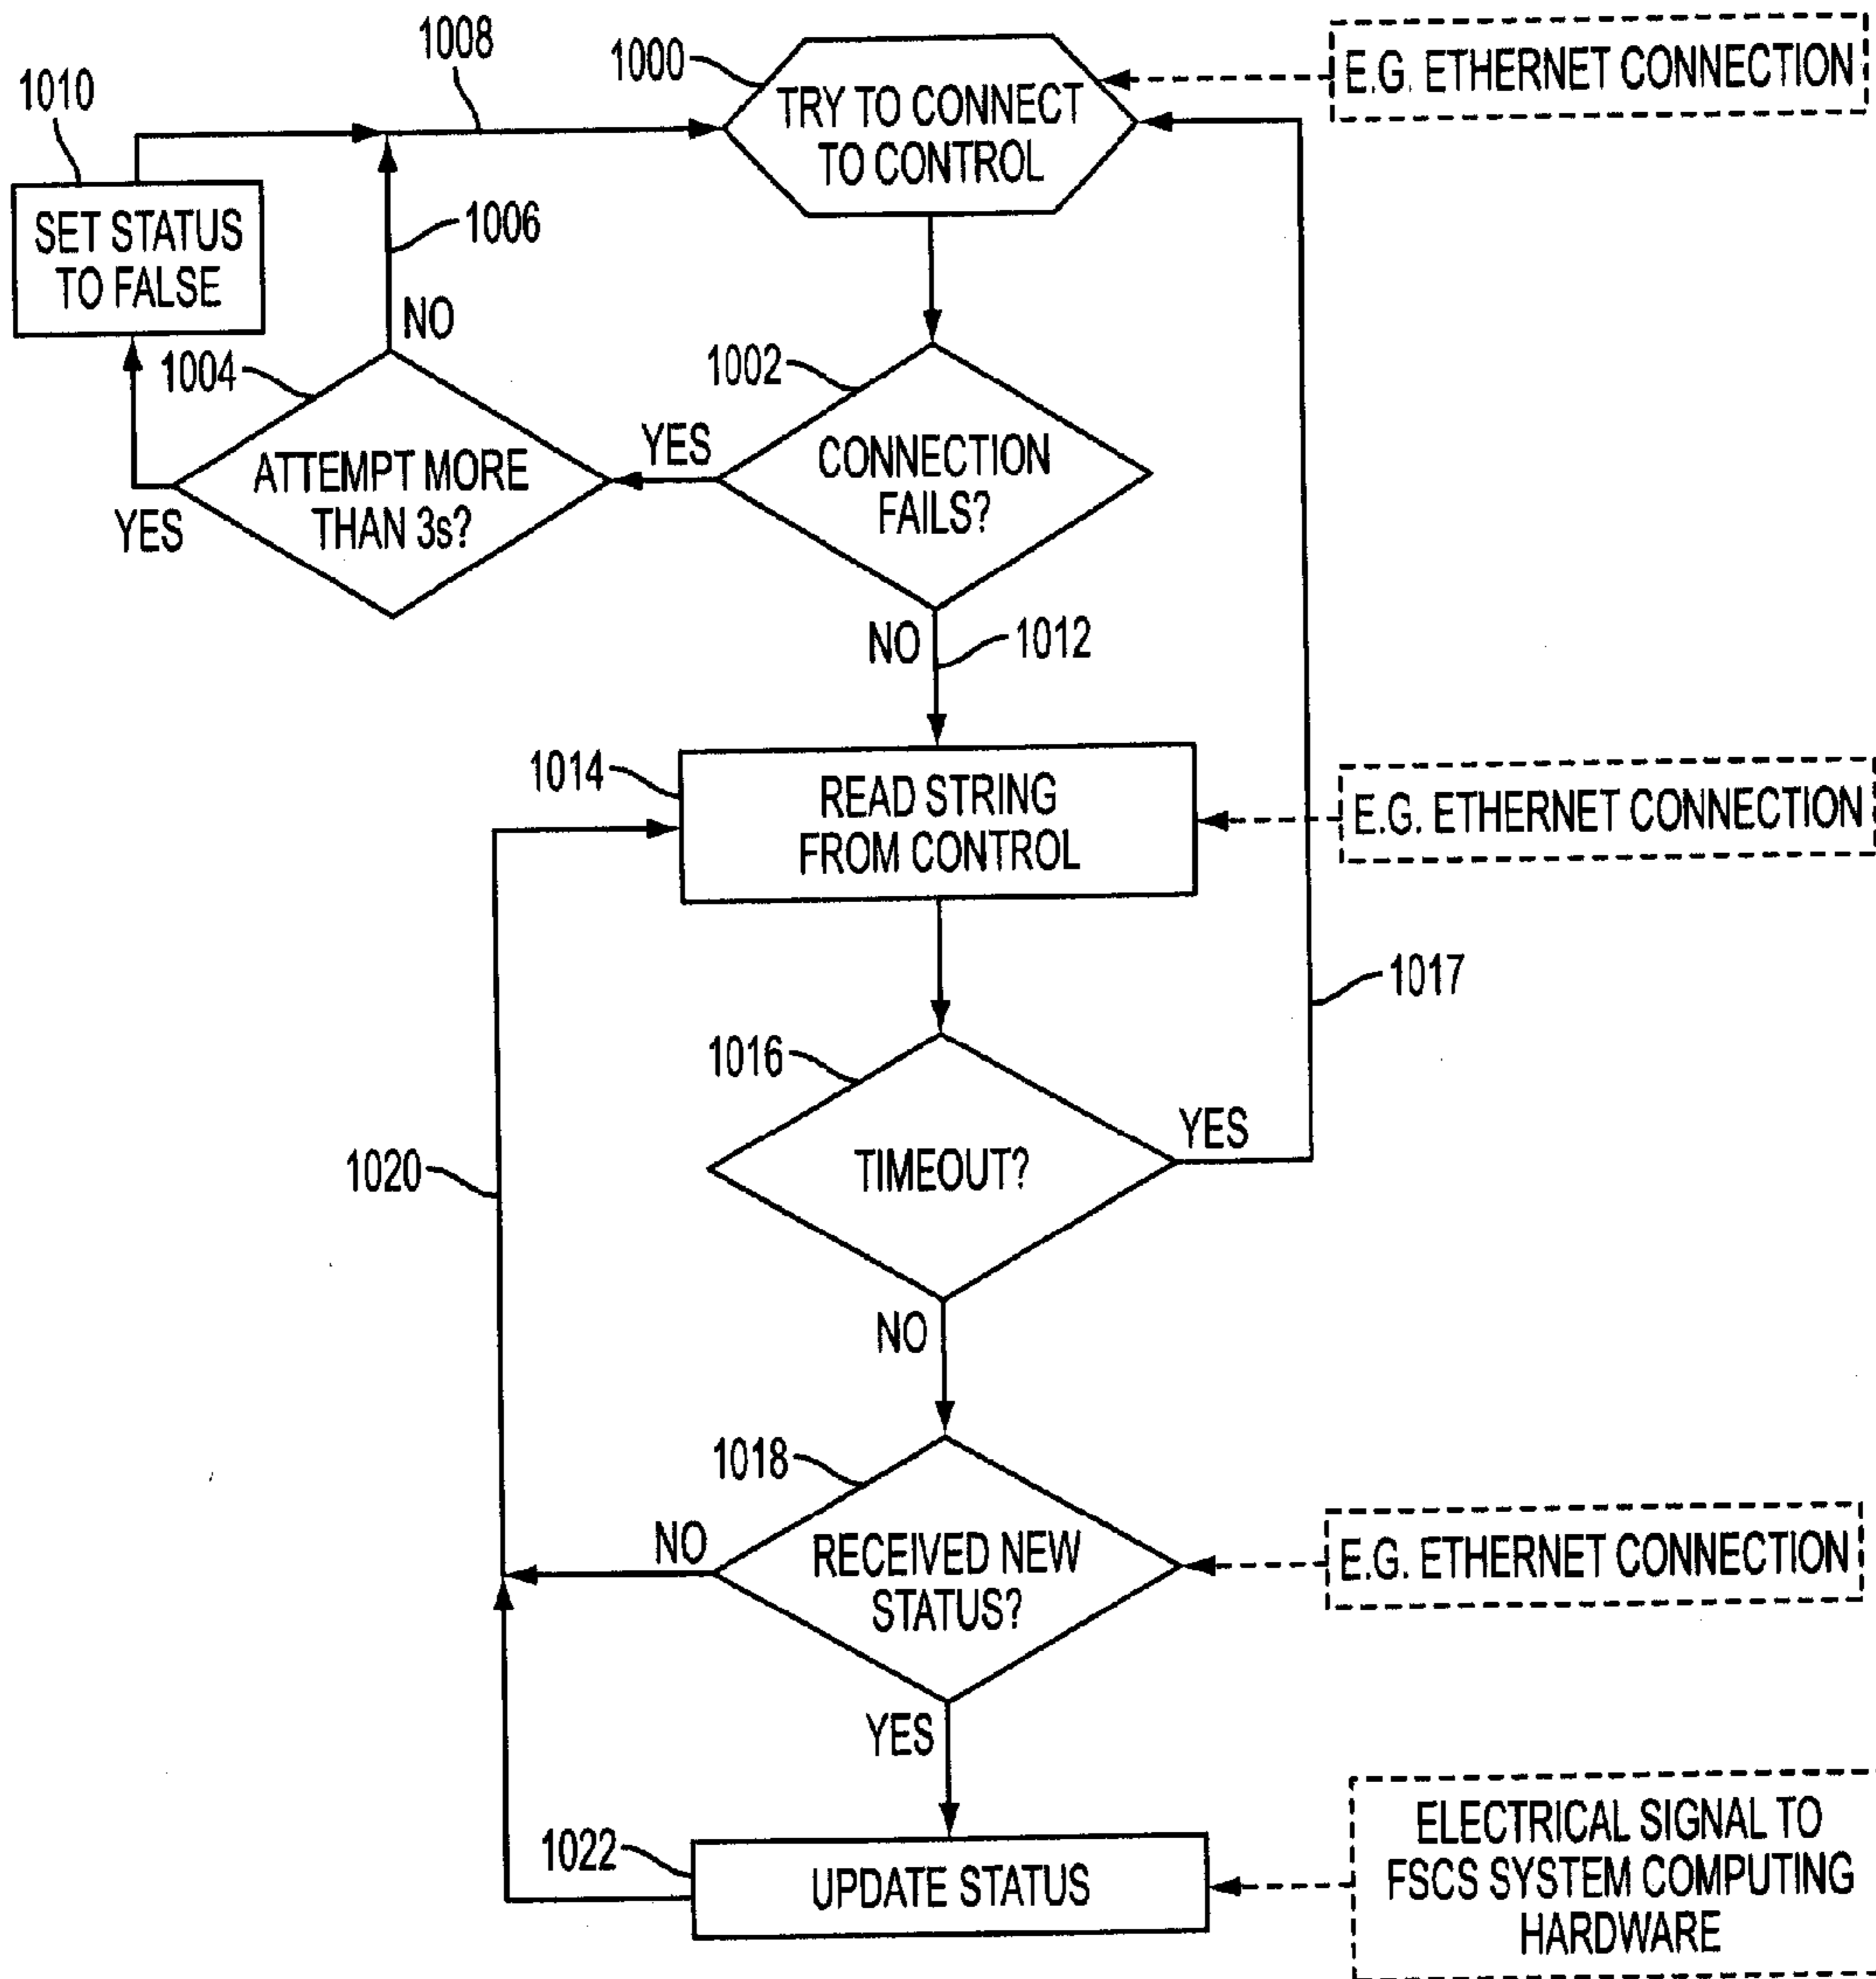 1008
1000
E.G. ETHERNET CONNECTION
1010
TRY TO CONNECT
TO CONTROL
SET STATUS
TO FALSE
1006
NO
1004
1002
YES
ATTEMPT MORE
THAN 3s?
YES
CONNECTION
FAILS?
NO
1012
1014
READ STRING
FROM CONTROL
E.G. ETHERNET CONNECTION
1017
1016
YES
TIMEOUT?
1020
NO
1018
NO
RECEIVED NEW
STATUS?
E.G. ETHERNET CONNECTION
YES
1022
UPDATE STATUS
ELECTRICAL SIGNAL TO
FSCS SYSTEM COMPUTING
HARDWARE